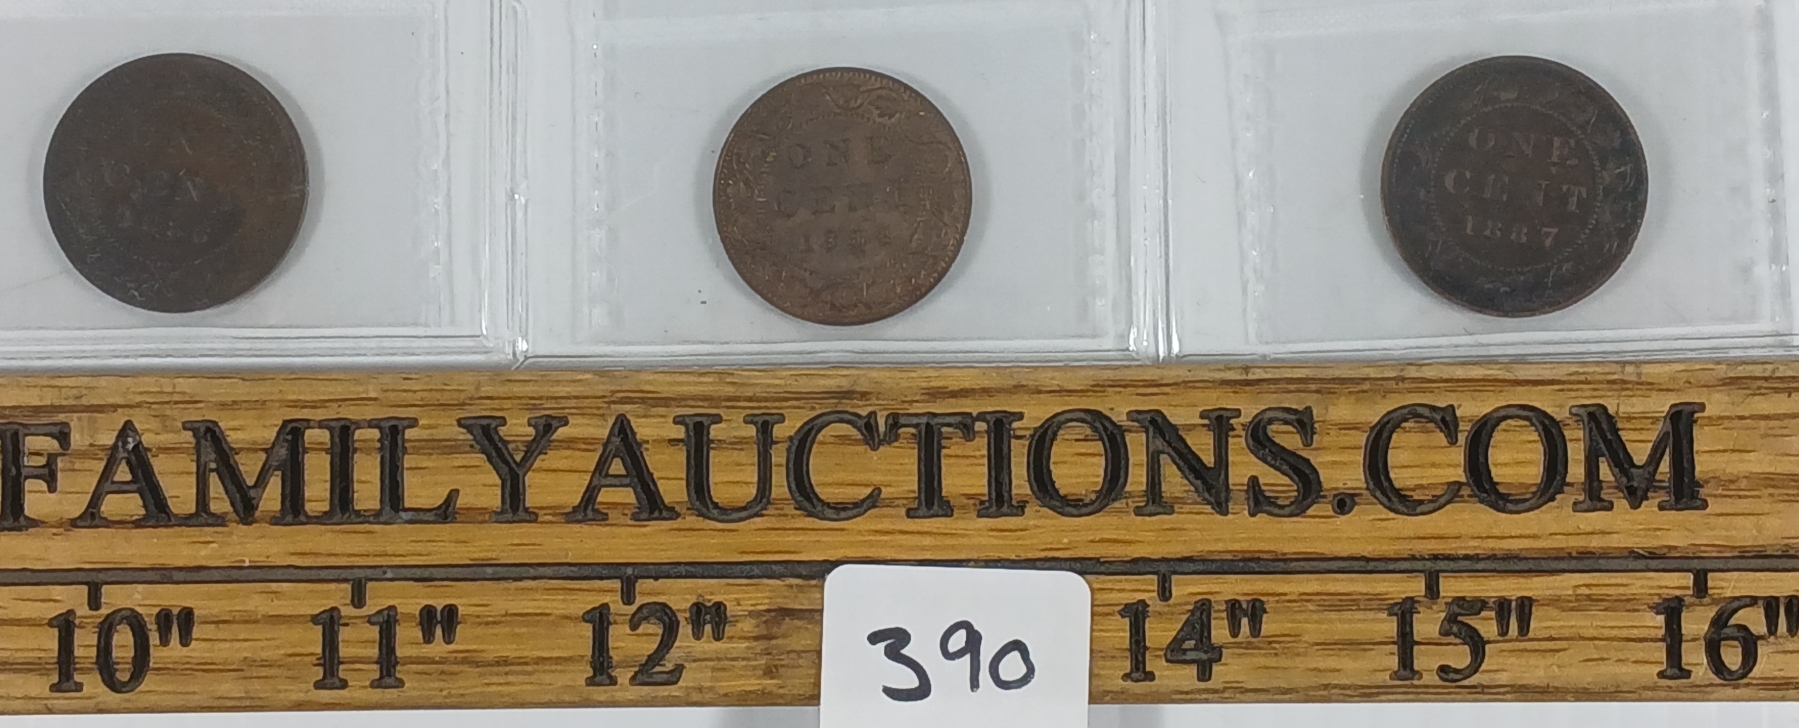 ONE
CENT
ONE
CENT
1887
FAMILYAUCTIONS.COM
10" 11" 12" 14" 15" 16"
390